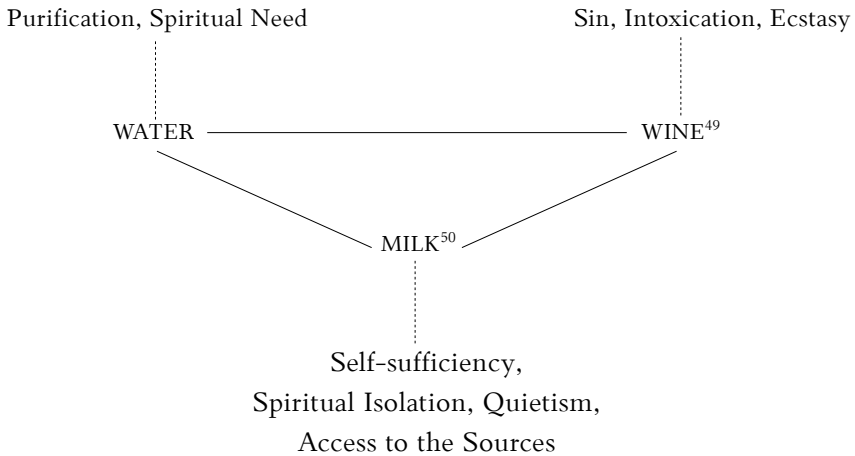 Purification, Spiritual Need
Sin, Intoxication, Ecstasy
WATER
WINE49
MILK50
Self-sufficiency,
Spiritual Isolation, Quietism,
Access to the Sources